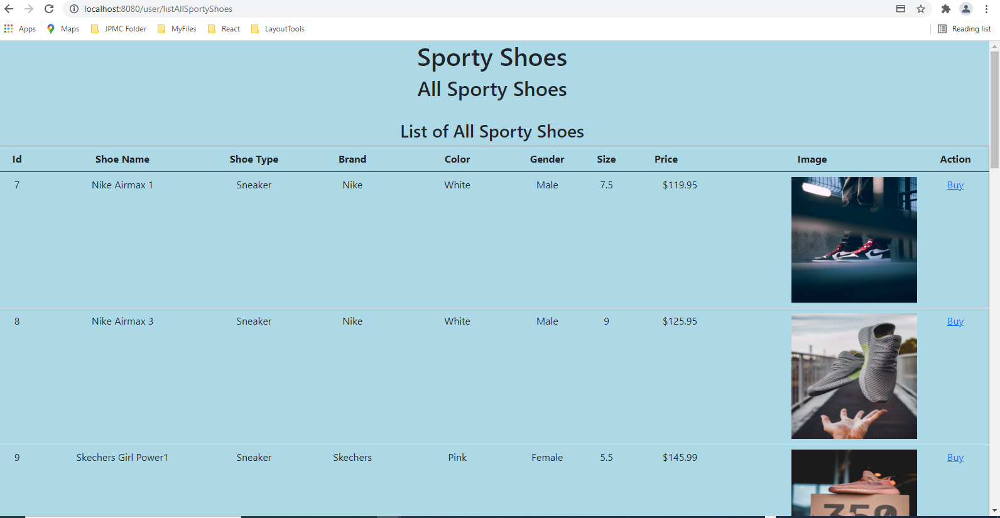 localhost:8080/user/listAllSportyShoes
Apps Maps JPMC Folder MyFiles React LayoutTools Reading list
Sporty Shoes
All Sporty Shoes
List of All Sporty Shoes
Id Shoe Name Shoe Type Brand Color Gender Size Price Image Action
7 Nike Airmax 1 Sneaker Nike White Male 7.5 $119.95 Buy
8 Nike Airmax 3 Sneaker Nike White Male 9 $125.95 Buy
9 Skechers Girl Power1 Sneaker Skechers Pink Female 5.5 $145.99 Buy
350